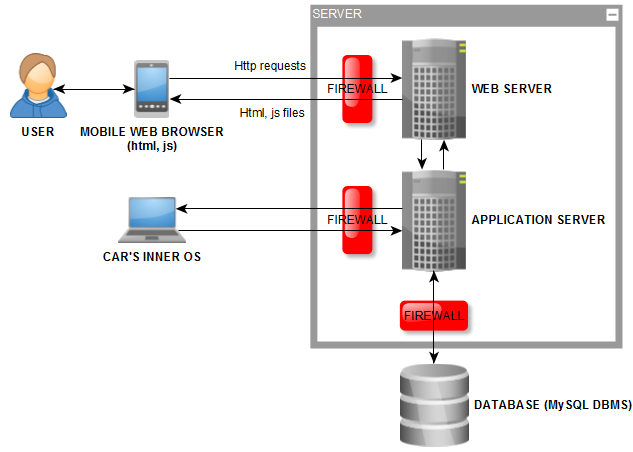 SERVER
Http requests
FIREWALL
WEB SERVER
Html, js files
USER
MOBILE WEB BROWSER
(html, js)
FIREWALL
APPLICATION SERVER
CAR'S INNER OS
FIREWALL
DATABASE (MySQL DBMS)